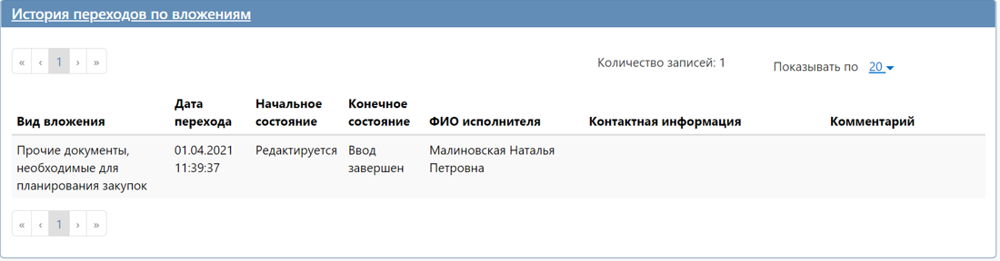 История переходов по вложениям
« ‹ 1 › »
Количество записей: 1
Показывать по 20
Вид вложения
Дата
перехода
Начальное
состояние
Конечное
состояние
ФИО исполнителя
Контактная информация
Комментарий
Прочие документы,
необходимые для
планирования закупок
01.04.2021
11:39:37
Редактируется
Ввод
завершен
Малиновская Наталья
Петровна
« ‹ 1 › »